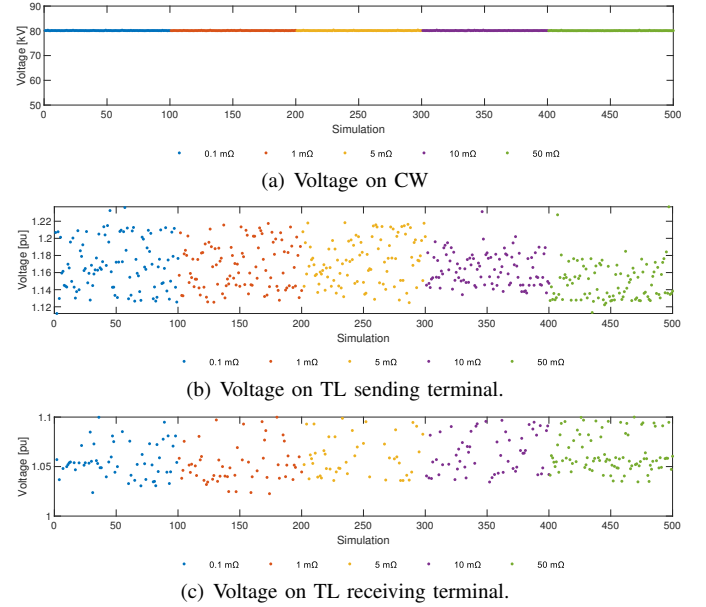 90
80
70
60
50
Voltage [kV]
0 50 100 150 200 250 300 350 400 450 500
Simulation
0.1 mΩ 1 mΩ 5 mΩ 10 mΩ 50 mΩ
(a) Voltage on CW
1.22
1.2
1.18
1.16
1.14
1.12
Voltage [pu]
0 50 100 150 200 250 300 350 400 450 500
Simulation
0.1 mΩ 1 mΩ 5 mΩ 10 mΩ 50 mΩ
(b) Voltage on TL sending terminal.
1.1
1.05
1
Voltage [pu]
0 50 100 150 200 250 300 350 400 450 500
Simulation
0.1 mΩ 1 mΩ 5 mΩ 10 mΩ 50 mΩ
(c) Voltage on TL receiving terminal.